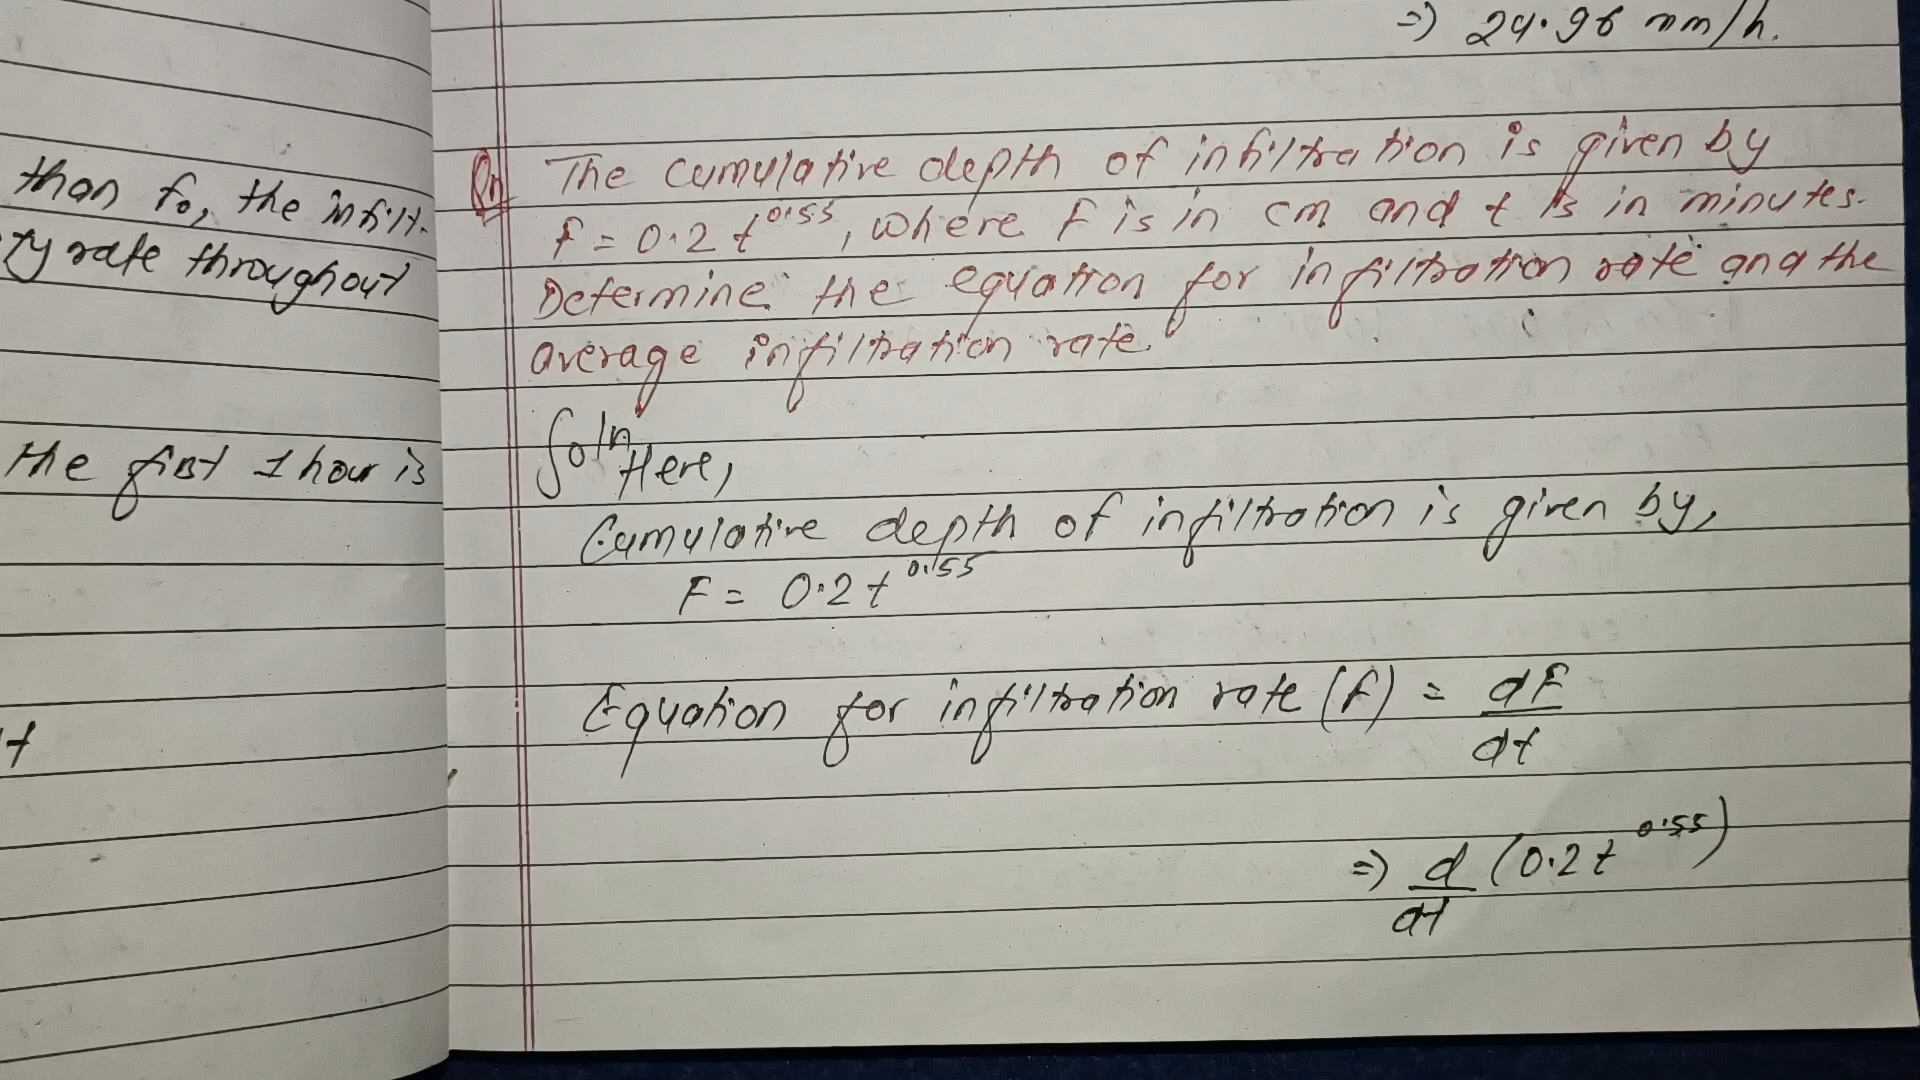 than fo, the infilt-
ty rate throughout
the first 1 hour is
t
=> 24.96 mm/h.
Qn The cumulative depth of infiltration is given by
F = 0.2 t^0.55, where F is in cm and t is in minutes.
Determine the equation for infiltration rate and the
average infiltration rate.
Soln
Here,
Cumulative depth of infiltration is given by,
F = 0.2 t^0.55
Equation for infiltration rate (f) = dF/dt
=> d/dt (0.2 t^0.55)